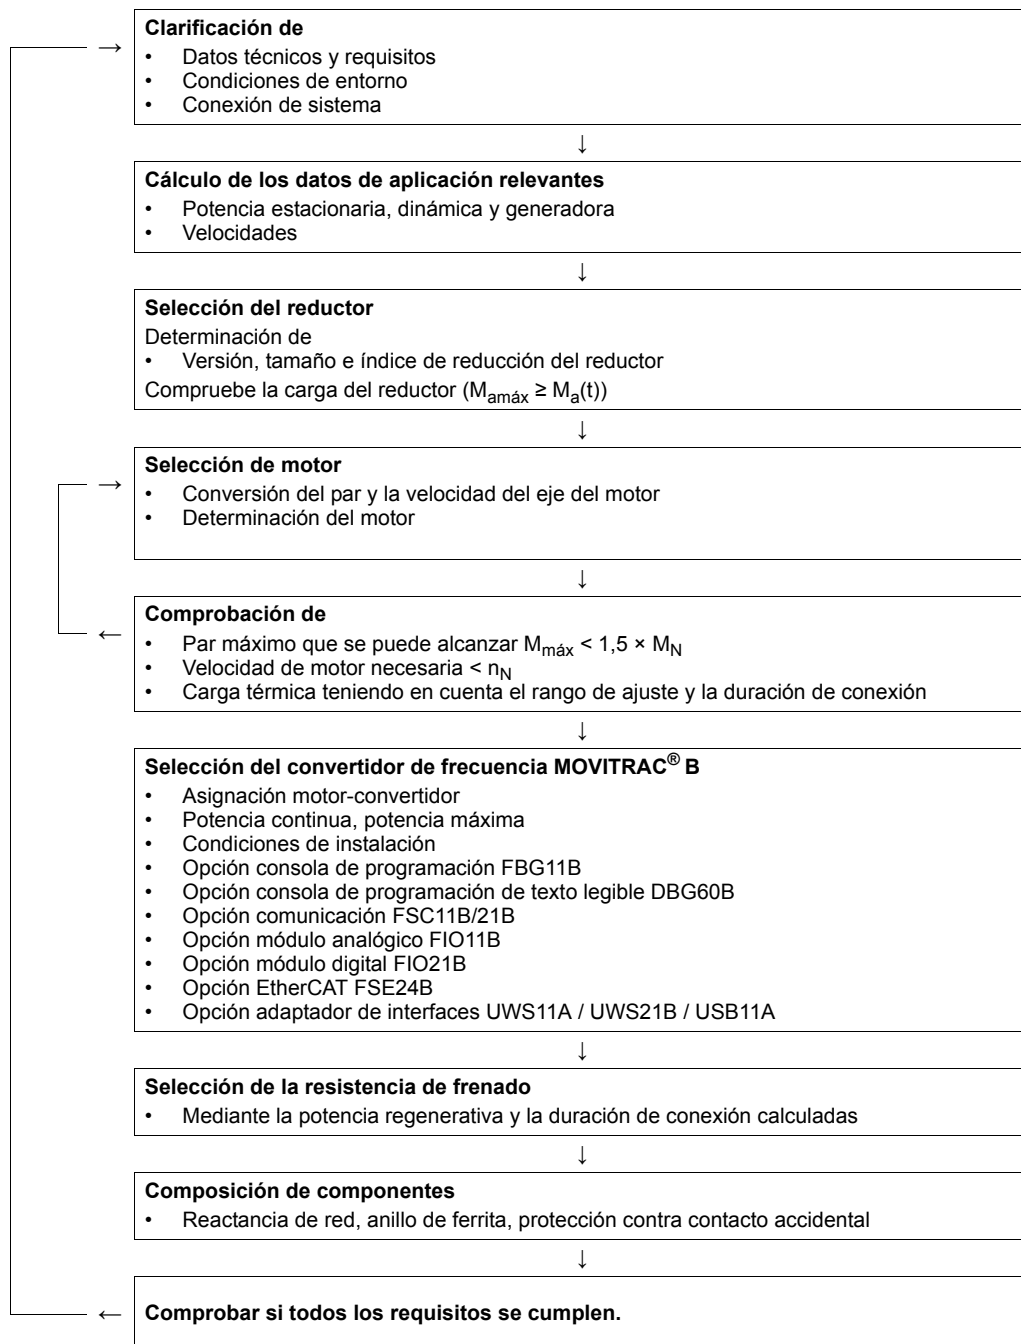 Clarificación de
• Datos técnicos y requisitos
• Condiciones de entorno
• Conexión de sistema
↓
Cálculo de los datos de aplicación relevantes
• Potencia estacionaria, dinámica y generadora
• Velocidades
↓
Selección del reductor
Determinación de
• Versión, tamaño e índice de reducción del reductor
Compruebe la carga del reductor (Mamáx ≥ Ma(t))
↓
Selección de motor
• Conversión del par y la velocidad del eje del motor
• Determinación del motor
↓
Comprobación de
• Par máximo que se puede alcanzar Mmáx < 1,5 × MN
• Velocidad de motor necesaria < nN
• Carga térmica teniendo en cuenta el rango de ajuste y la duración de conexión
↓
Selección del convertidor de frecuencia MOVITRAC® B
• Asignación motor-convertidor
• Potencia continua, potencia máxima
• Condiciones de instalación
• Opción consola de programación FBG11B
• Opción consola de programación de texto legible DBG60B
• Opción comunicación FSC11B/21B
• Opción módulo analógico FIO11B
• Opción módulo digital FIO21B
• Opción EtherCAT FSE24B
• Opción adaptador de interfaces UWS11A / UWS21B / USB11A
↓
Selección de la resistencia de frenado
• Mediante la potencia regenerativa y la duración de conexión calculadas
↓
Composición de componentes
• Reactancia de red, anillo de ferrita, protección contra contacto accidental
↓
Comprobar si todos los requisitos se cumplen.